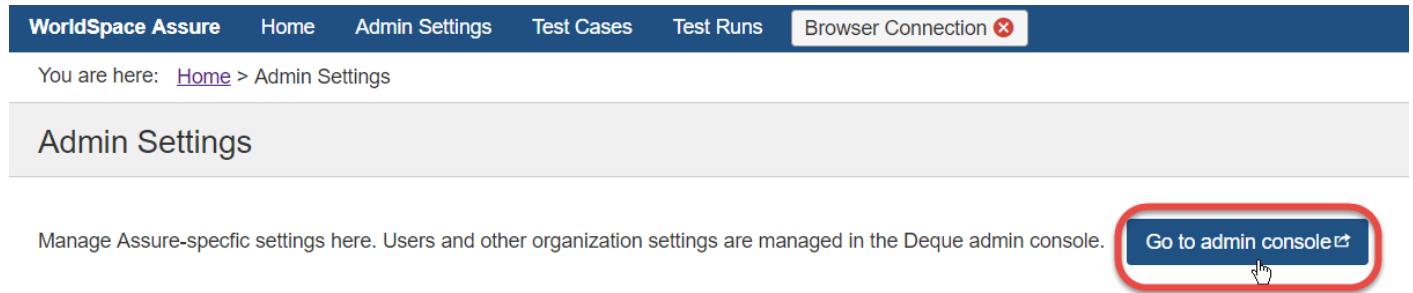 WorldSpace Assure Home Admin Settings Test Cases Test Runs Browser Connection
You are here: Home > Admin Settings
Admin Settings
Manage Assure-specfic settings here. Users and other organization settings are managed in the Deque admin console. Go to admin console